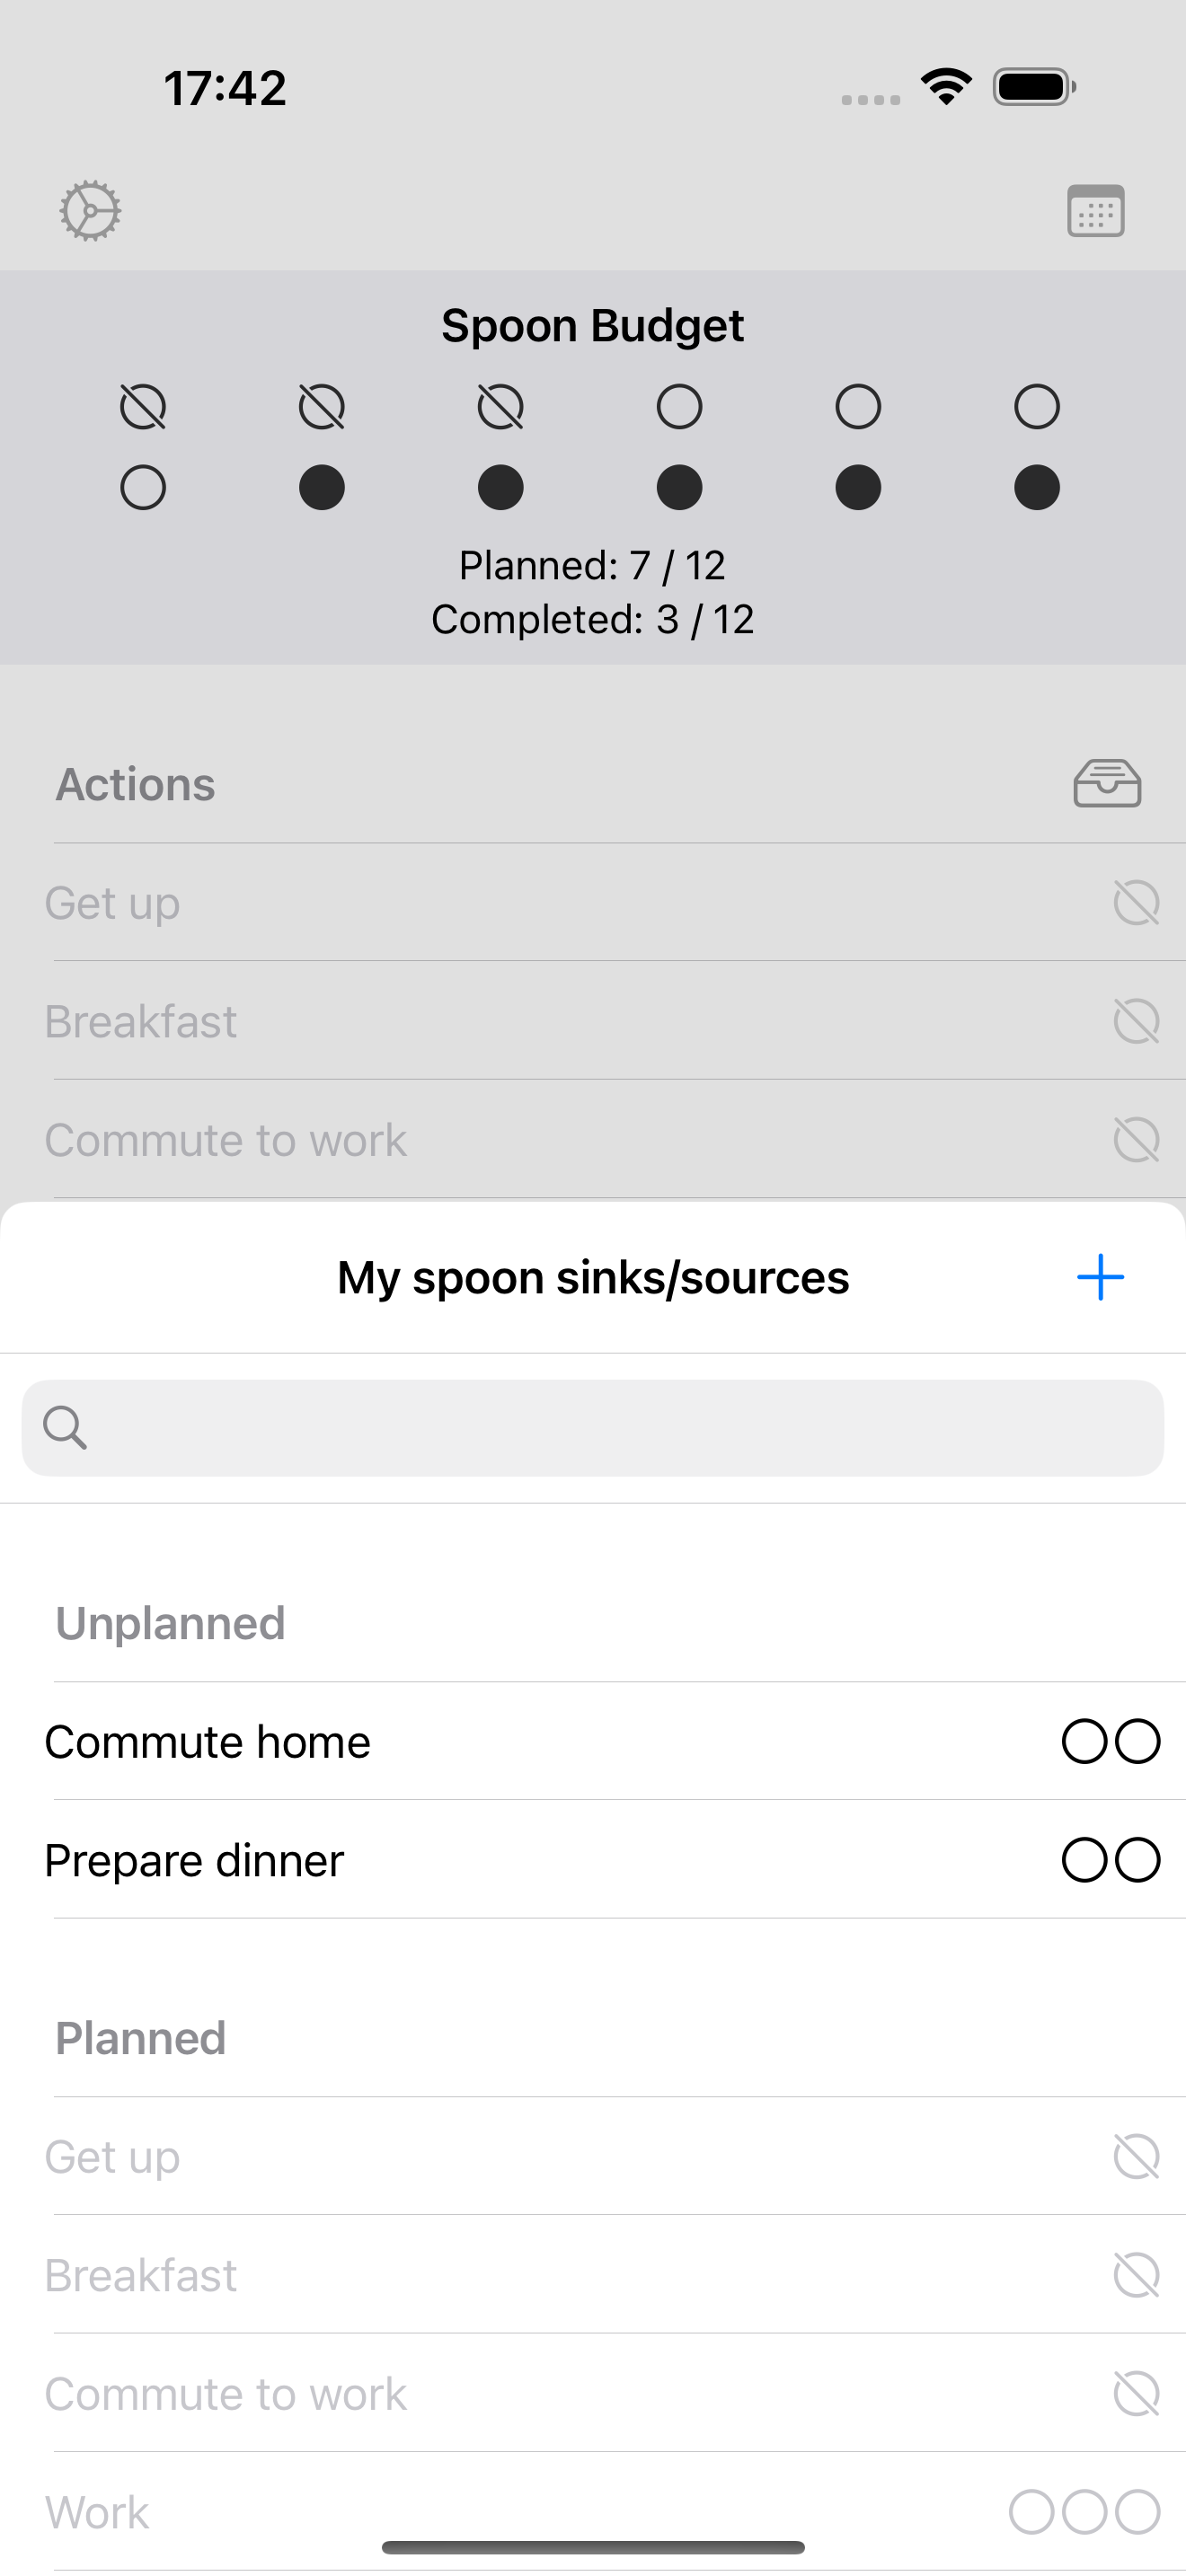 17:42
Spoon Budget
Planned: 7 / 12
Completed: 3 / 12
Actions
Get up
Breakfast
Commute to work
My spoon sinks/sources
Unplanned
Commute home
Prepare dinner
Planned
Get up
Breakfast
Commute to work
Work